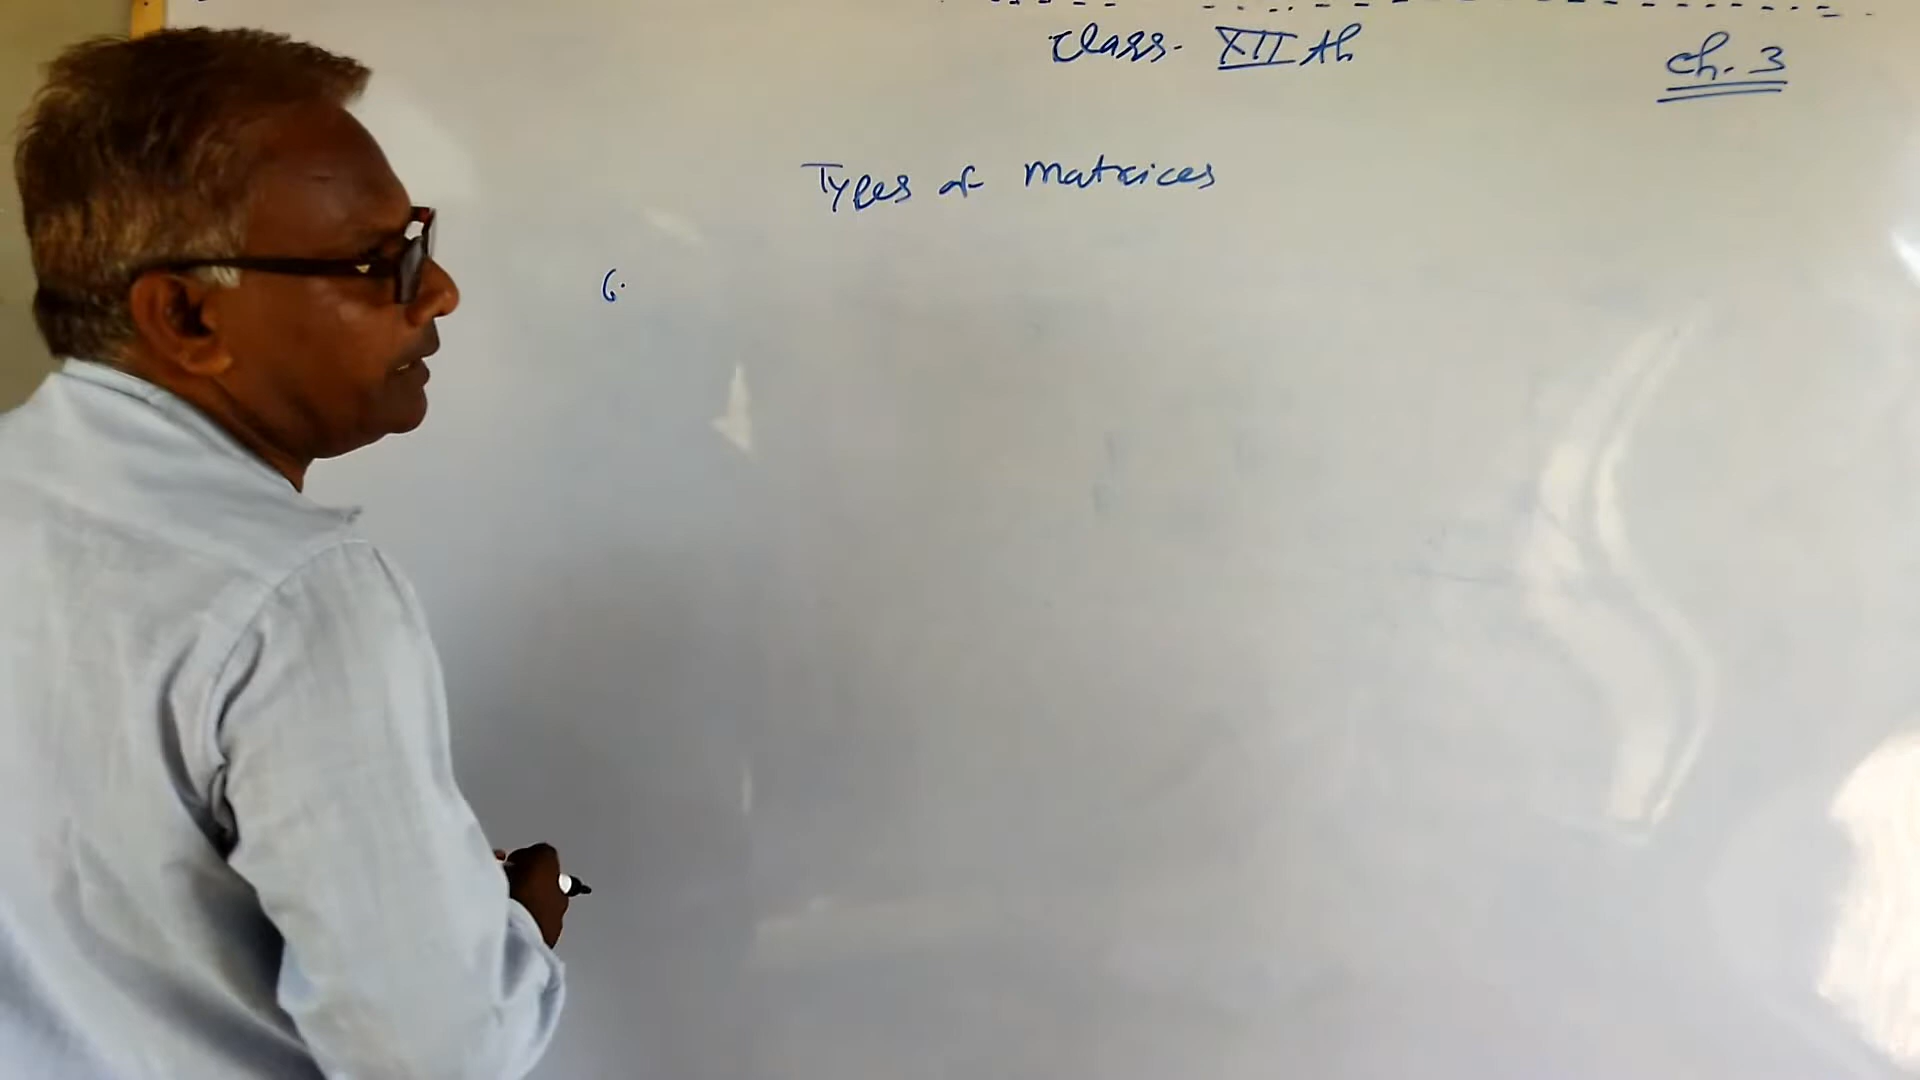 Class- XII th
Ch. 3
Types of Matrices
6.